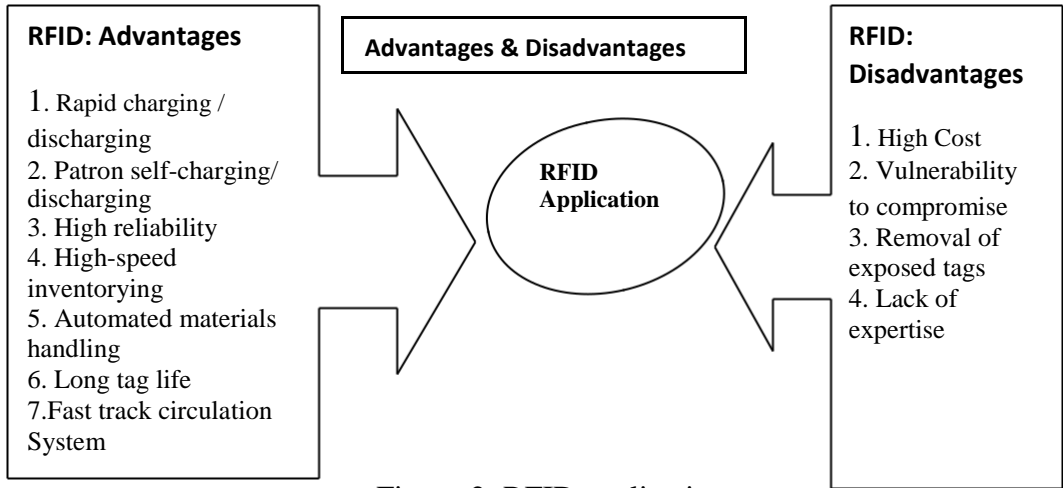 RFID: Advantages
1. Rapid charging /
discharging
2. Patron self-charging/
discharging
3. High reliability
4. High-speed
inventorying
5. Automated materials
handling
6. Long tag life
7.Fast track circulation
System
Advantages & Disadvantages
RFID
Application
RFID:
Disadvantages
1. High Cost
2. Vulnerability
to compromise
3. Removal of
exposed tags
4. Lack of
expertise